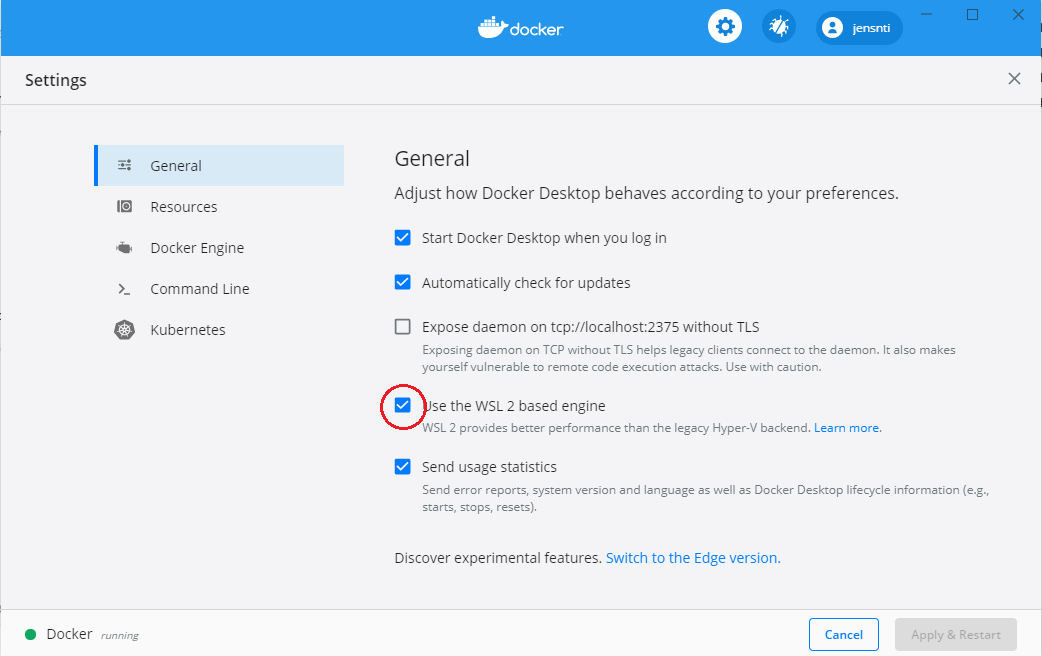 docker
jensnti
Settings
General
Resources
Docker Engine
Command Line
Kubernetes
General
Adjust how Docker Desktop behaves according to your preferences.
Start Docker Desktop when you log in
Automatically check for updates
Expose daemon on tcp://localhost:2375 without TLS
Exposing daemon on TCP without TLS helps legacy clients connect to the daemon. It also makes
yourself vulnerable to remote code execution attacks. Use with caution.
Use the WSL 2 based engine
WSL 2 provides better performance than the legacy Hyper-V backend. Learn more.
Send usage statistics
Send error reports, system version and language as well as Docker Desktop lifecycle information (e.g.,
starts, stops, resets).
Discover experimental features. Switch to the Edge version.
Docker running
Cancel
Apply & Restart